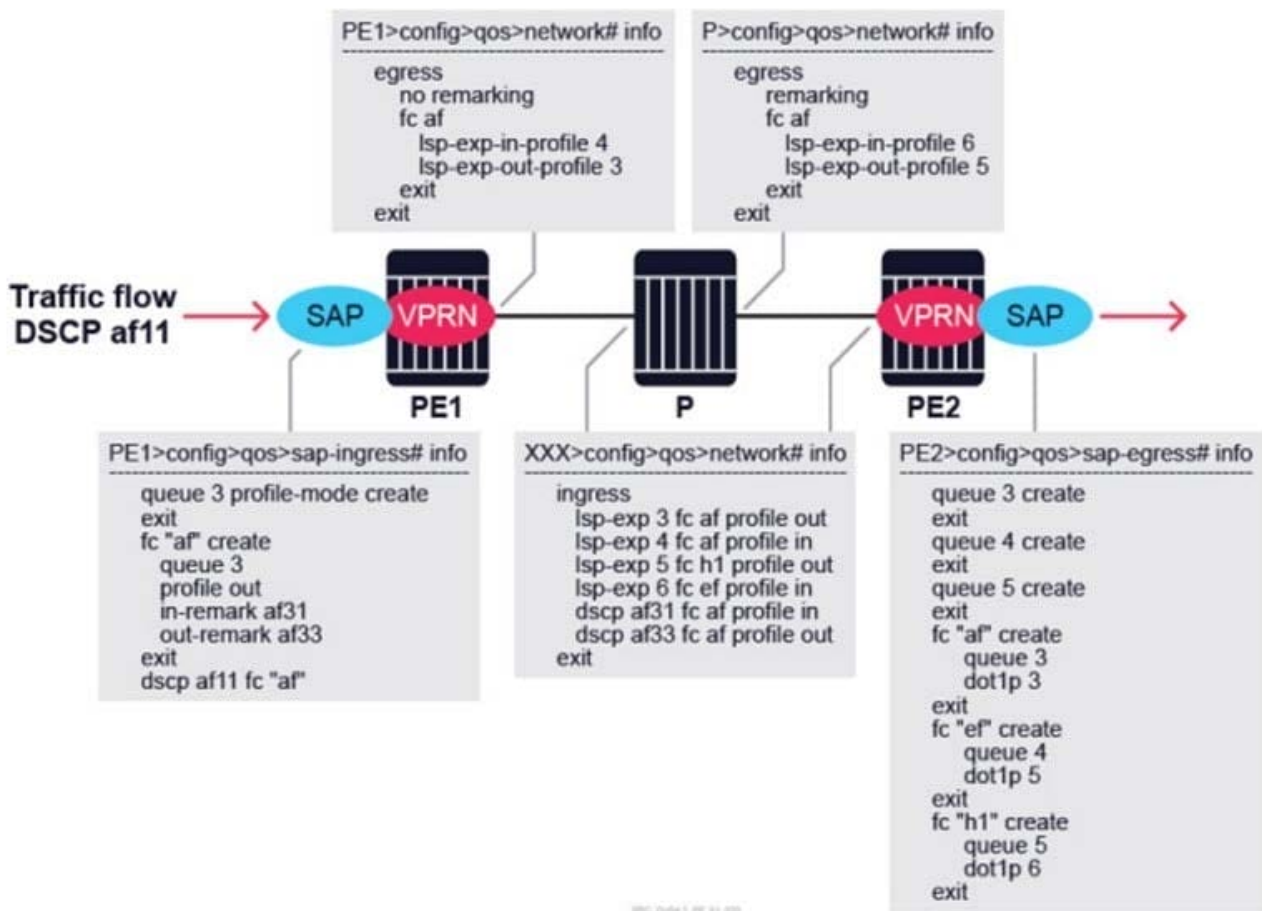 PE1>config>qos>network# info
egress
no remarking
fc af
lsp-exp-in-profile 4
lsp-exp-out-profile 3
exit
exit
P>config>qos>network# info
egress
remarking
fc af
lsp-exp-in-profile 6
lsp-exp-out-profile 5
exit
exit
Traffic flow
DSCP af11
SAP
VPRN
PE1
P
VPRN
SAP
PE2
PE1>config>qos>sap-ingress# info
queue 3 profile-mode create
exit
fc "af" create
queue 3
profile out
in-remark af31
out-remark af33
exit
dscp af11 fc "af"
XXX>config>qos>network# info
ingress
lsp-exp 3 fc af profile out
lsp-exp 4 fc af profile in
lsp-exp 5 fc h1 profile out
lsp-exp 6 fc ef profile in
dscp af31 fc af profile in
dscp af33 fc af profile out
exit
PE2>config>qos>sap-egress# info
queue 3 create
exit
queue 4 create
exit
queue 5 create
exit
fc "af" create
queue 3
dot1p 3
exit
fc "ef" create
queue 4
dot1p 5
exit
fc "h1" create
queue 5
dot1p 6
exit